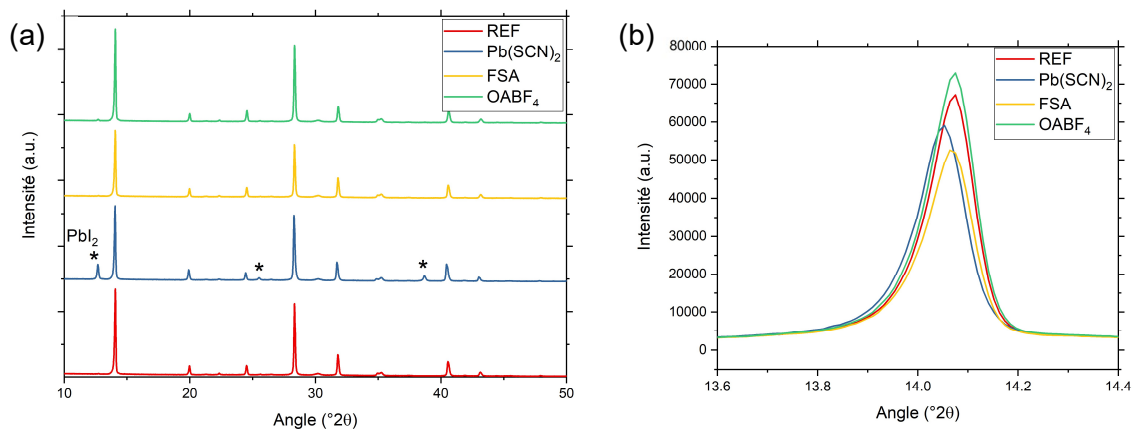 (a)
REF
Pb(SCN)₂
FSA
OABF₄
Intensité (a.u.)
PbI₂
*
*
*
10
20
30
40
50
Angle (°2θ)
(b)
80000
70000
60000
50000
40000
30000
20000
10000
0
REF
Pb(SCN)₂
FSA
OABF₄
Intensité (a.u.)
13.6
13.8
14.0
14.2
14.4
Angle (°2θ)